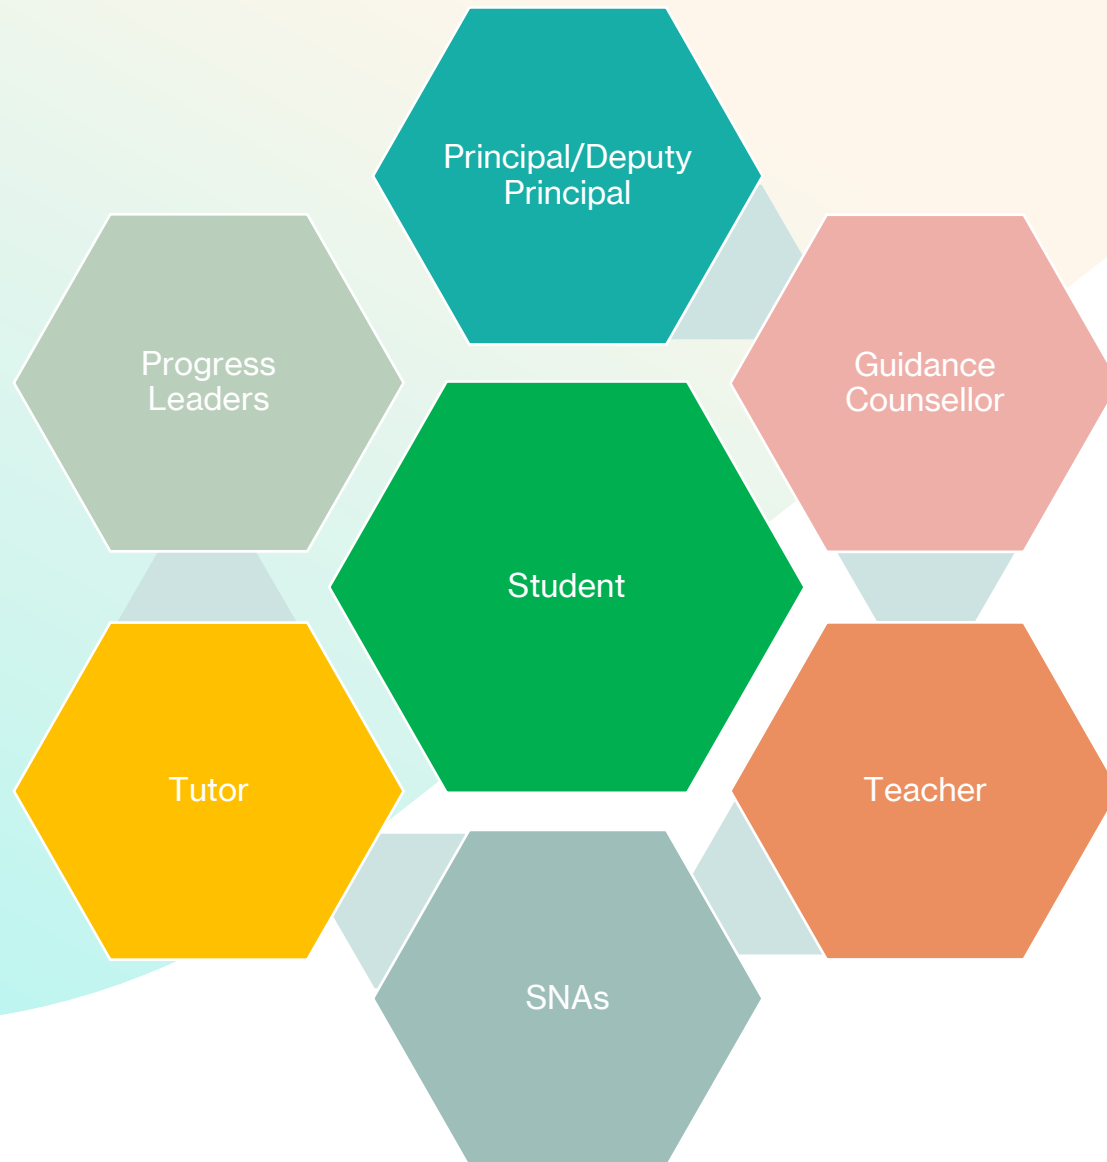 Principal/Deputy
Principal
Progress
Leaders
Guidance
Counsellor
Student
Tutor
Teacher
SNAs